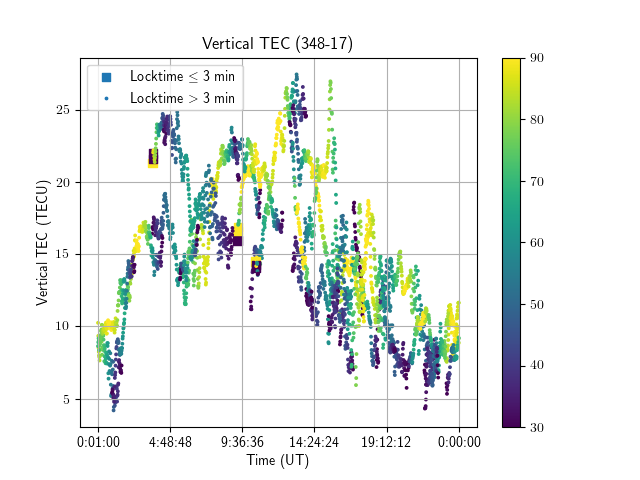 Vertical TEC (348-17)
Locktime ≤ 3 min
Locktime > 3 min
Vertical TEC (TECU)
25
20
15
10
5
0:01:00 4:48:48 9:36:36 14:24:24 19:12:12 0:00:00
Time (UT)
90
80
70
60
50
40
30